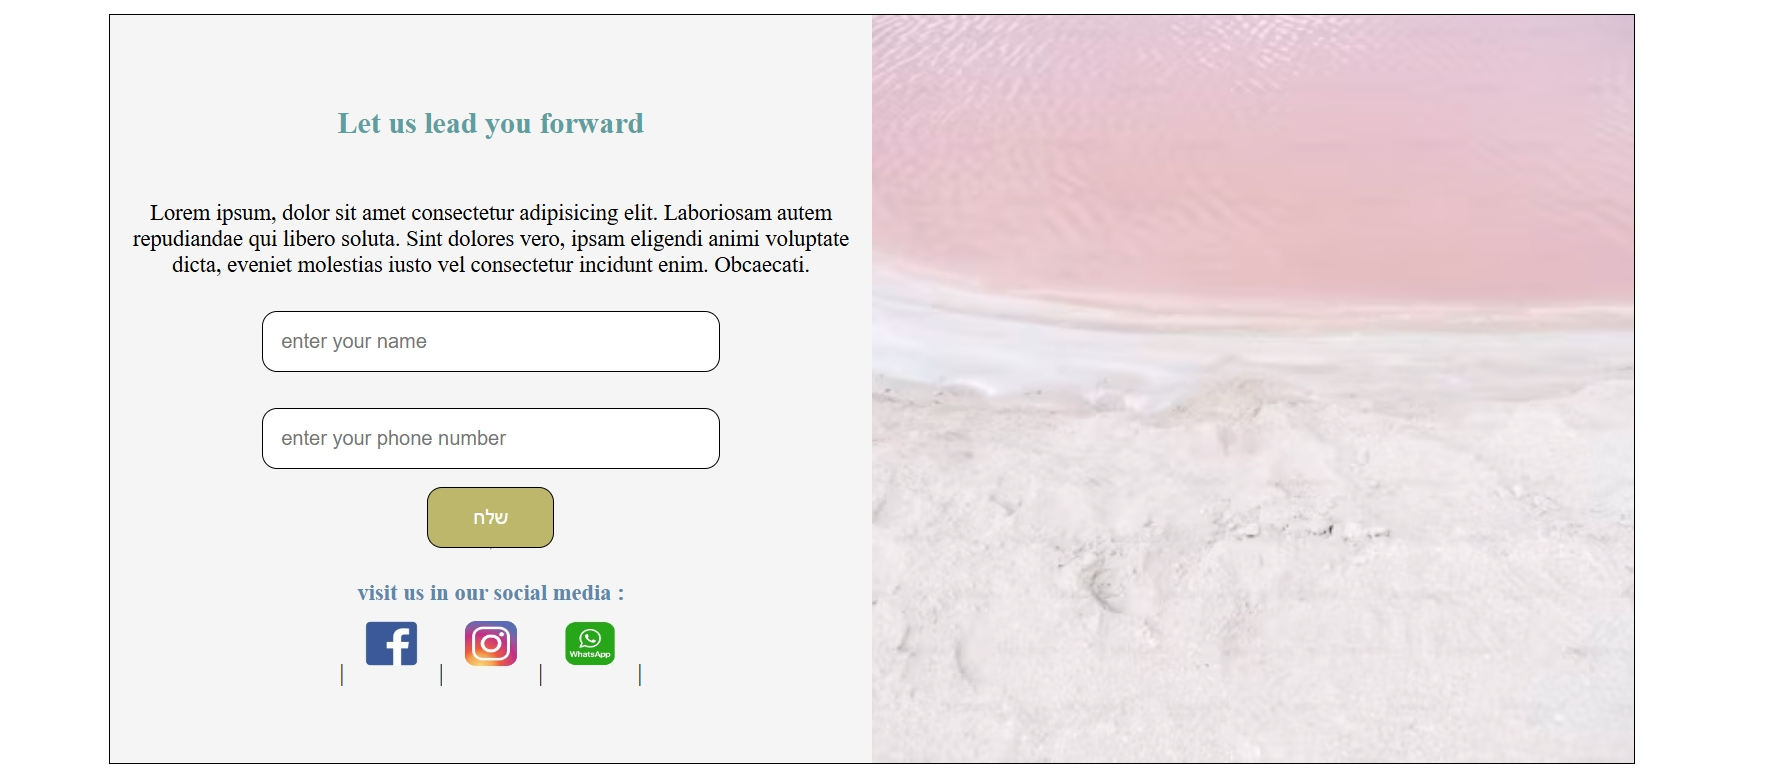 Let us lead you forward
Lorem ipsum, dolor sit amet consectetur adipisicing elit. Laboriosam autem
repudiandae qui libero soluta. Sint dolores vero, ipsam eligendi animi voluptate
dicta, eveniet molestias iusto vel consectetur incidunt enim. Obcaecati.
enter your name
enter your phone number
שלח
visit us in our social media :
WhatsApp
| | | |